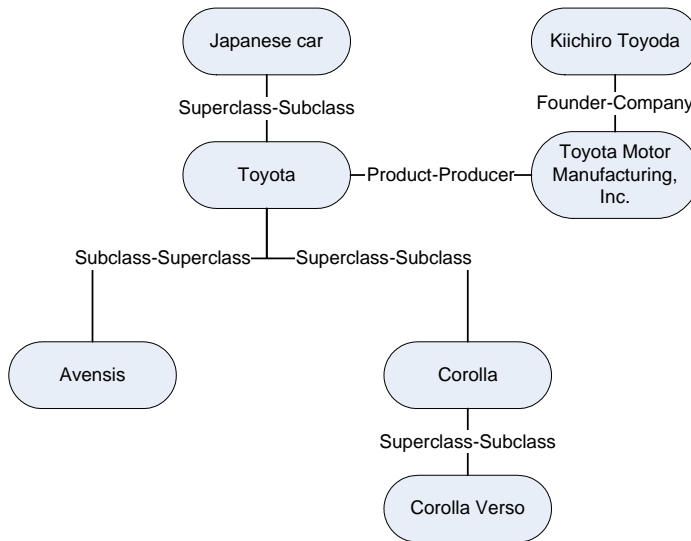 Japanese car
Kiichiro Toyoda
Superclass-Subclass
Founder-Company
Toyota
Product-Producer
Toyota Motor
Manufacturing,
Inc.
Subclass-Superclass
Superclass-Subclass
Avensis
Corolla
Superclass-Subclass
Corolla Verso